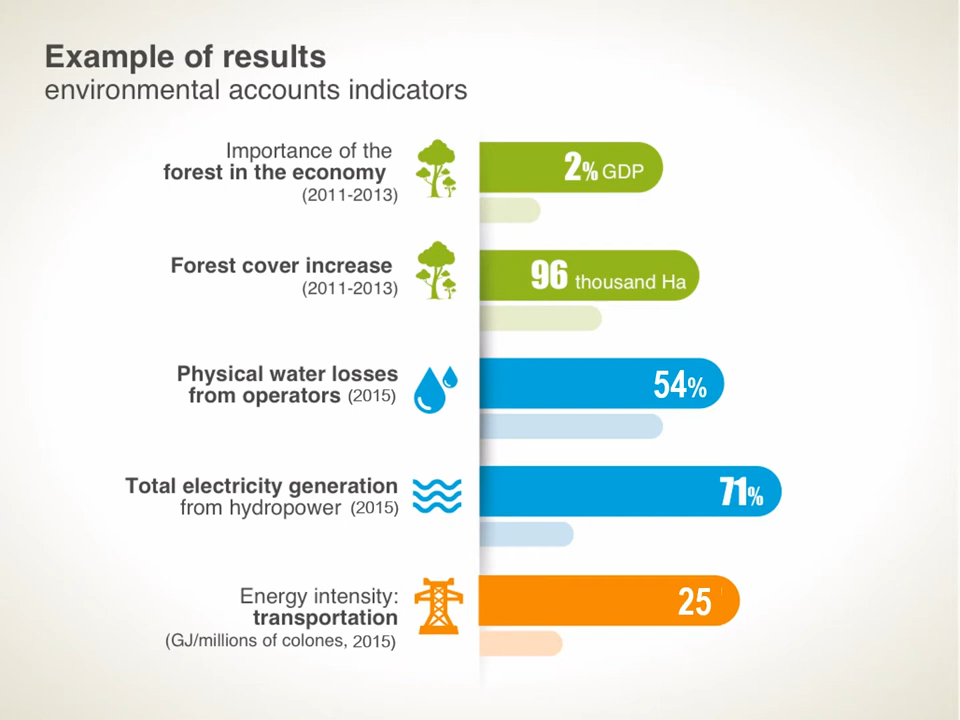 Example of results
environmental accounts indicators
Importance of the
forest in the economy
(2011-2013)
2% GDP
Forest cover increase
(2011-2013)
96 thousand Ha
Physical water losses
from operators (2015)
54%
Total electricity generation
from hydropower (2015)
71%
Energy intensity:
transportation
(GJ/millions of colones, 2015)
25